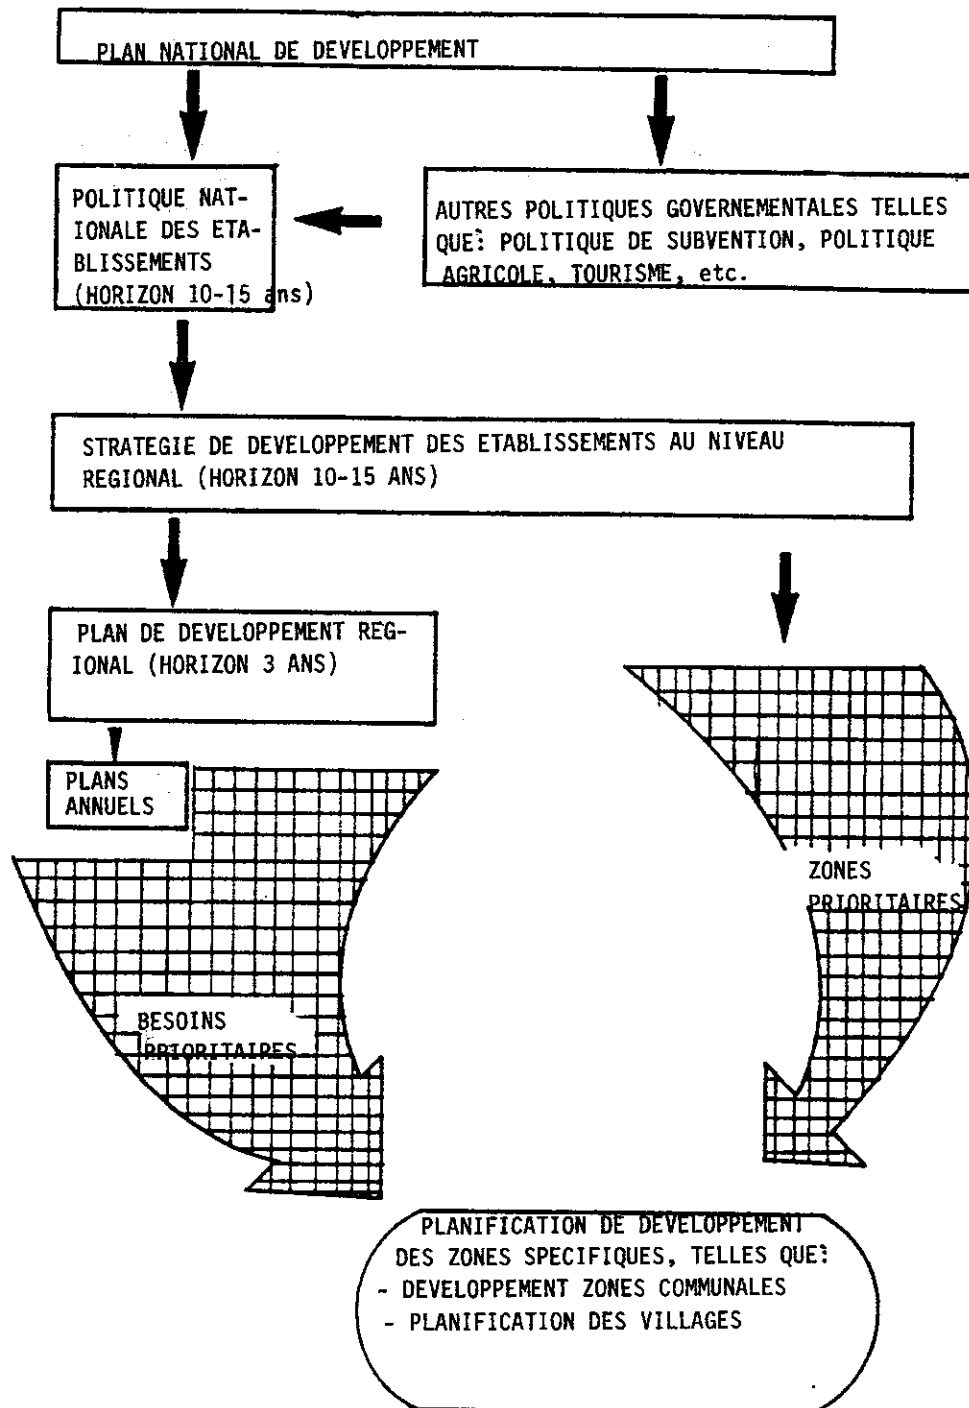 PLAN NATIONAL DE DEVELOPPEMENT
POLITIQUE NAT-
IONALE DES ETA-
BLISSEMENTS
(HORIZON 10-15 ans)
AUTRES POLITIQUES GOVERNEMENTALES TELLES
QUE: POLITIQUE DE SUBVENTION, POLITIQUE
AGRICOLE, TOURISME, etc.
STRATEGIE DE DEVELOPPEMENT DES ETABLISSEMENTS AU NIVEAU
REGIONAL (HORIZON 10-15 ANS)
PLAN DE DEVELOPPEMENT REG-
IONAL (HORIZON 3 ANS)
PLANS
ANNUELS
ZONES
PRIORITAIRES
BESOINS
PRIORITAIRES
PLANIFICATION DE DEVELOPPEMENT
DES ZONES SPECIFIQUES, TELLES QUE:
- DEVELOPPEMENT ZONES COMMUNALES
- PLANIFICATION DES VILLAGES